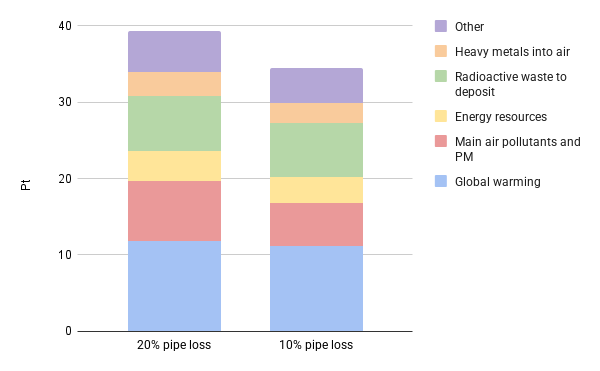 40
30
20
10
0
Pt
20% pipe loss
10% pipe loss
Other
Heavy metals into air
Radioactive waste to
deposit
Energy resources
Main air pollutants and
PM
Global warming